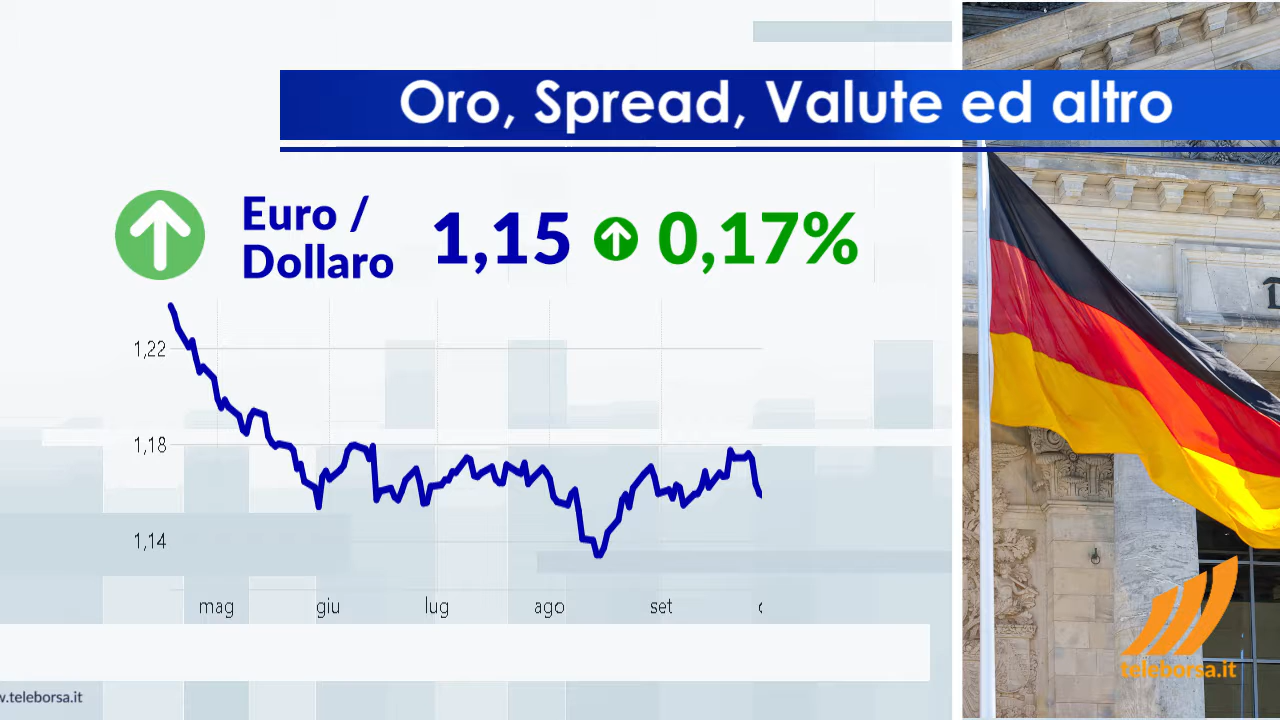 Oro, Spread, Valute ed altro
Euro /
Dollaro
1,15
0,17%
1,22
1,18
1,14
mag
giu
lug
ago
set
teleborsa.it
w.teleborsa.it